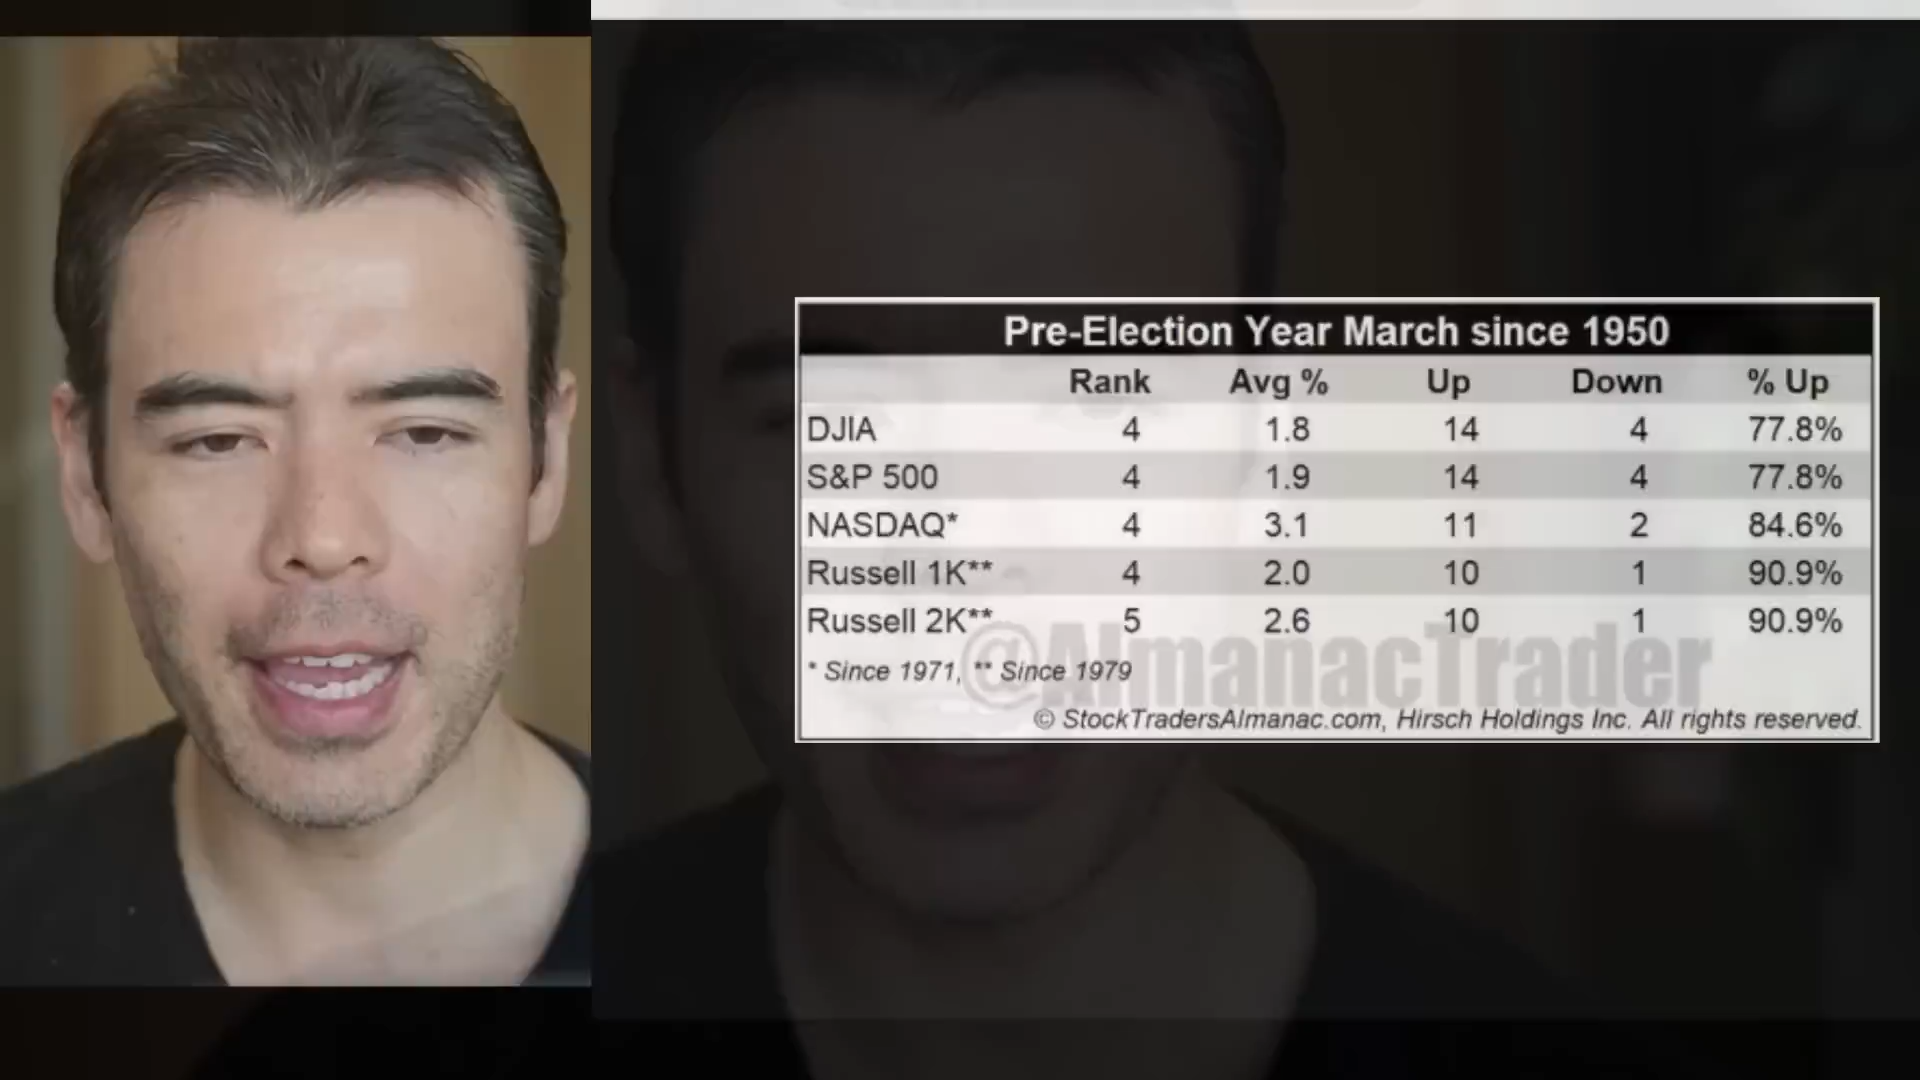 Pre-Election Year March since 1950
Rank Avg % Up Down % Up
DJIA 4 1.8 14 4 77.8%
S&P 500 4 1.9 14 4 77.8%
NASDAQ* 4 3.1 11 2 84.6%
Russell 1K** 4 2.0 10 1 90.9%
Russell 2K** 5 2.6 10 1 90.9%
@AlmanacTrader
* Since 1971, ** Since 1979
© StockTradersAlmanac.com, Hirsch Holdings Inc. All rights reserved.